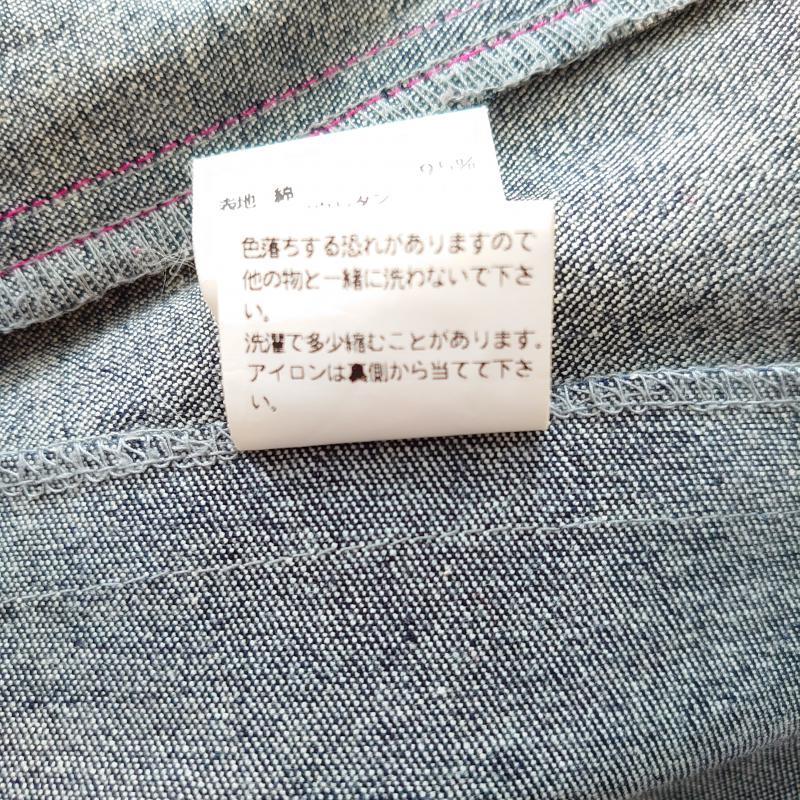 表地 綿 95%
色落ちする恐れがありますので
他の物と一緒に洗わないで下さ
い。
洗濯で多少縮むことがあります。
アイロンは裏側から当てて下さ
い。